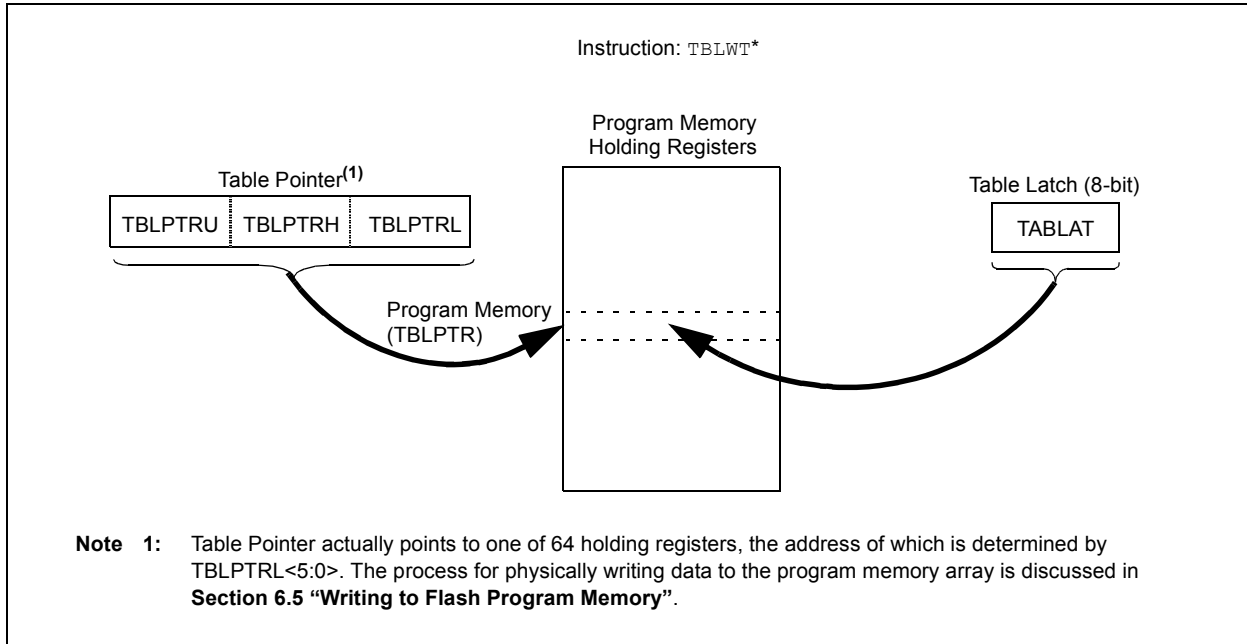 Instruction: TBLWT*
Program Memory
Holding Registers
Table Pointer(1)
Table Latch (8-bit)
TBLPTRU TBLPTRH TBLPTRL
TABLAT
Program Memory
(TBLPTR)
Note 1: Table Pointer actually points to one of 64 holding registers, the address of which is determined by
TBLPTRL<5:0>. The process for physically writing data to the program memory array is discussed in
Section 6.5 “Writing to Flash Program Memory”.